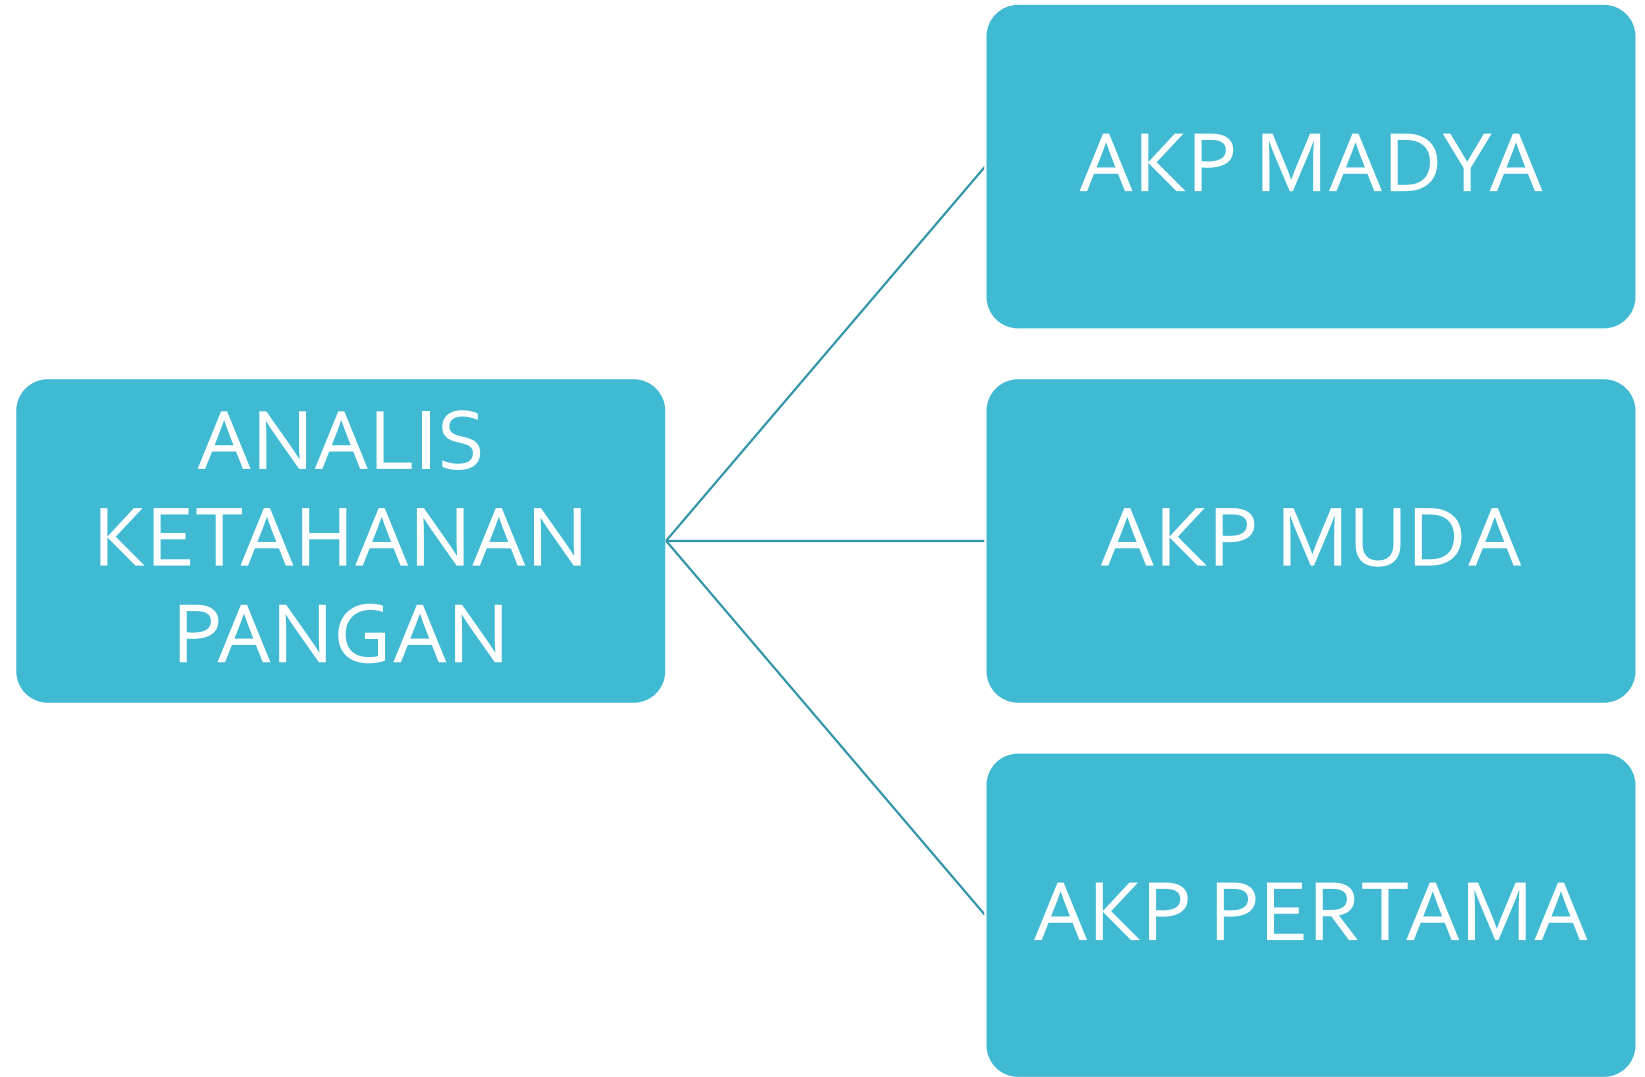 ANALIS
KETAHANAN
PANGAN
AKP MADYA
AKP MUDA
AKP PERTAMA